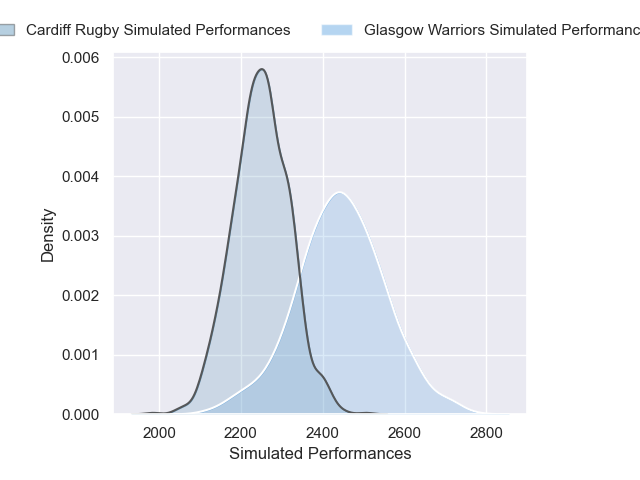 Cardiff Rugby Simulated Performances Glasgow Warriors Simulated Performanc
0.006
0.005
0.004
0.003
0.002
0.001
0.000
Density
2000 2200 2400 2600 2800
Simulated Performances